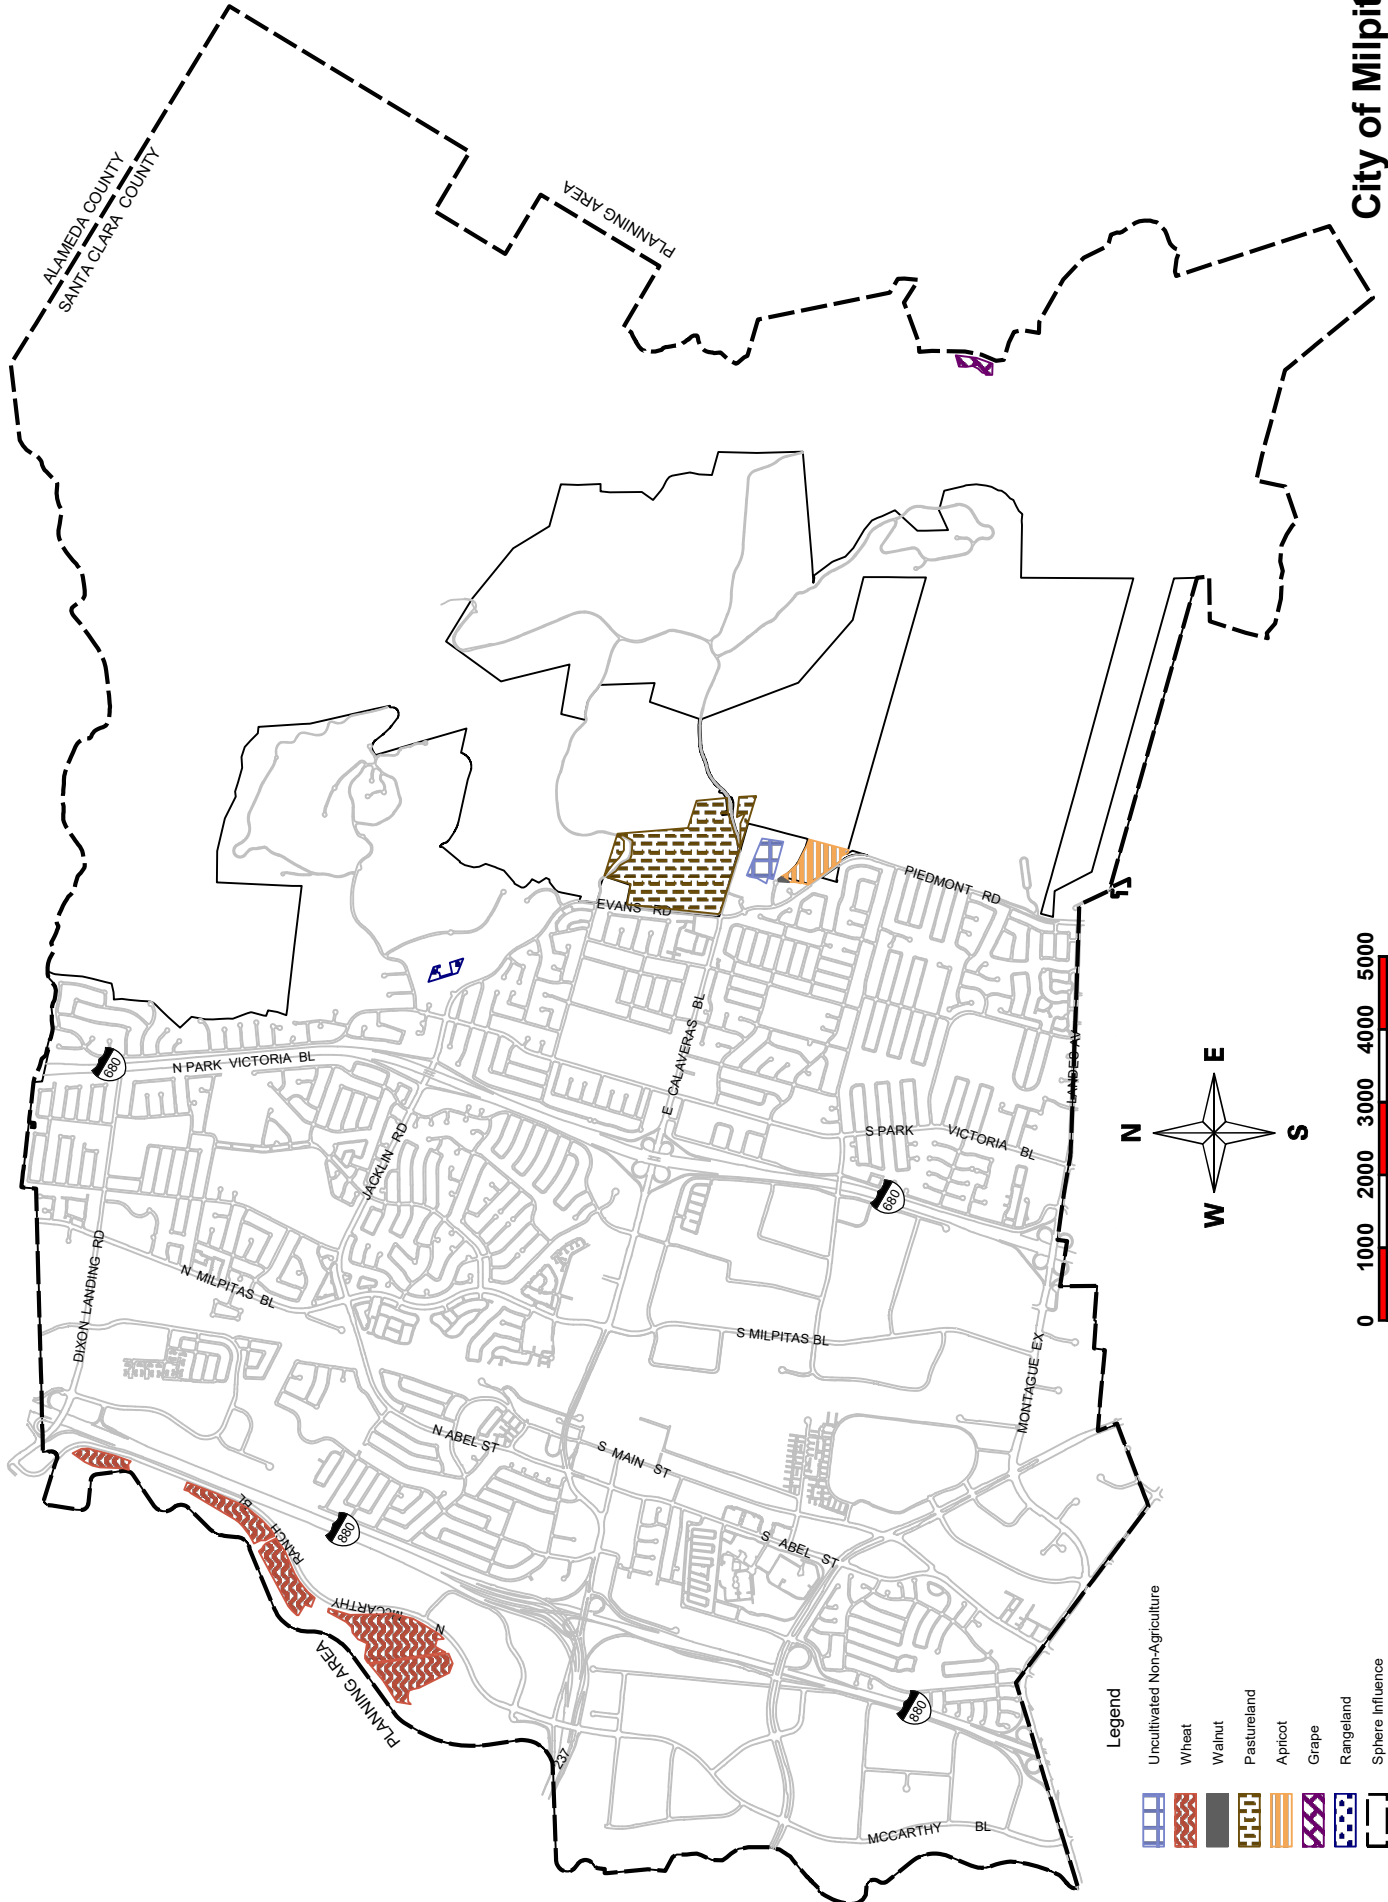 City of Milpit
ALAMEDA COUNTY
SANTA CLARA COUNTY
PLANNING AREA
680
N PARK VICTORIA BL
DIXON LANDING RD
JACKLIN RD
N MILPITAS BL
EVANS RD
PIEDMONT RD
E CALAVERAS BL
LANDES AV
S PARK VICTORIA BL
680
S MILPITAS BL
MONTAGUE EX
N ABEL ST
S MAIN ST
S ABEL ST
880
N McCARTHY RANCH BL
PLANNING AREA
237
880
MCCARTHY BL
N
W
E
S
0 1000 2000 3000 4000 5000
Legend
Uncultivated Non-Agriculture
Wheat
Walnut
Pastureland
Apricot
Grape
Rangeland
Sphere Influence